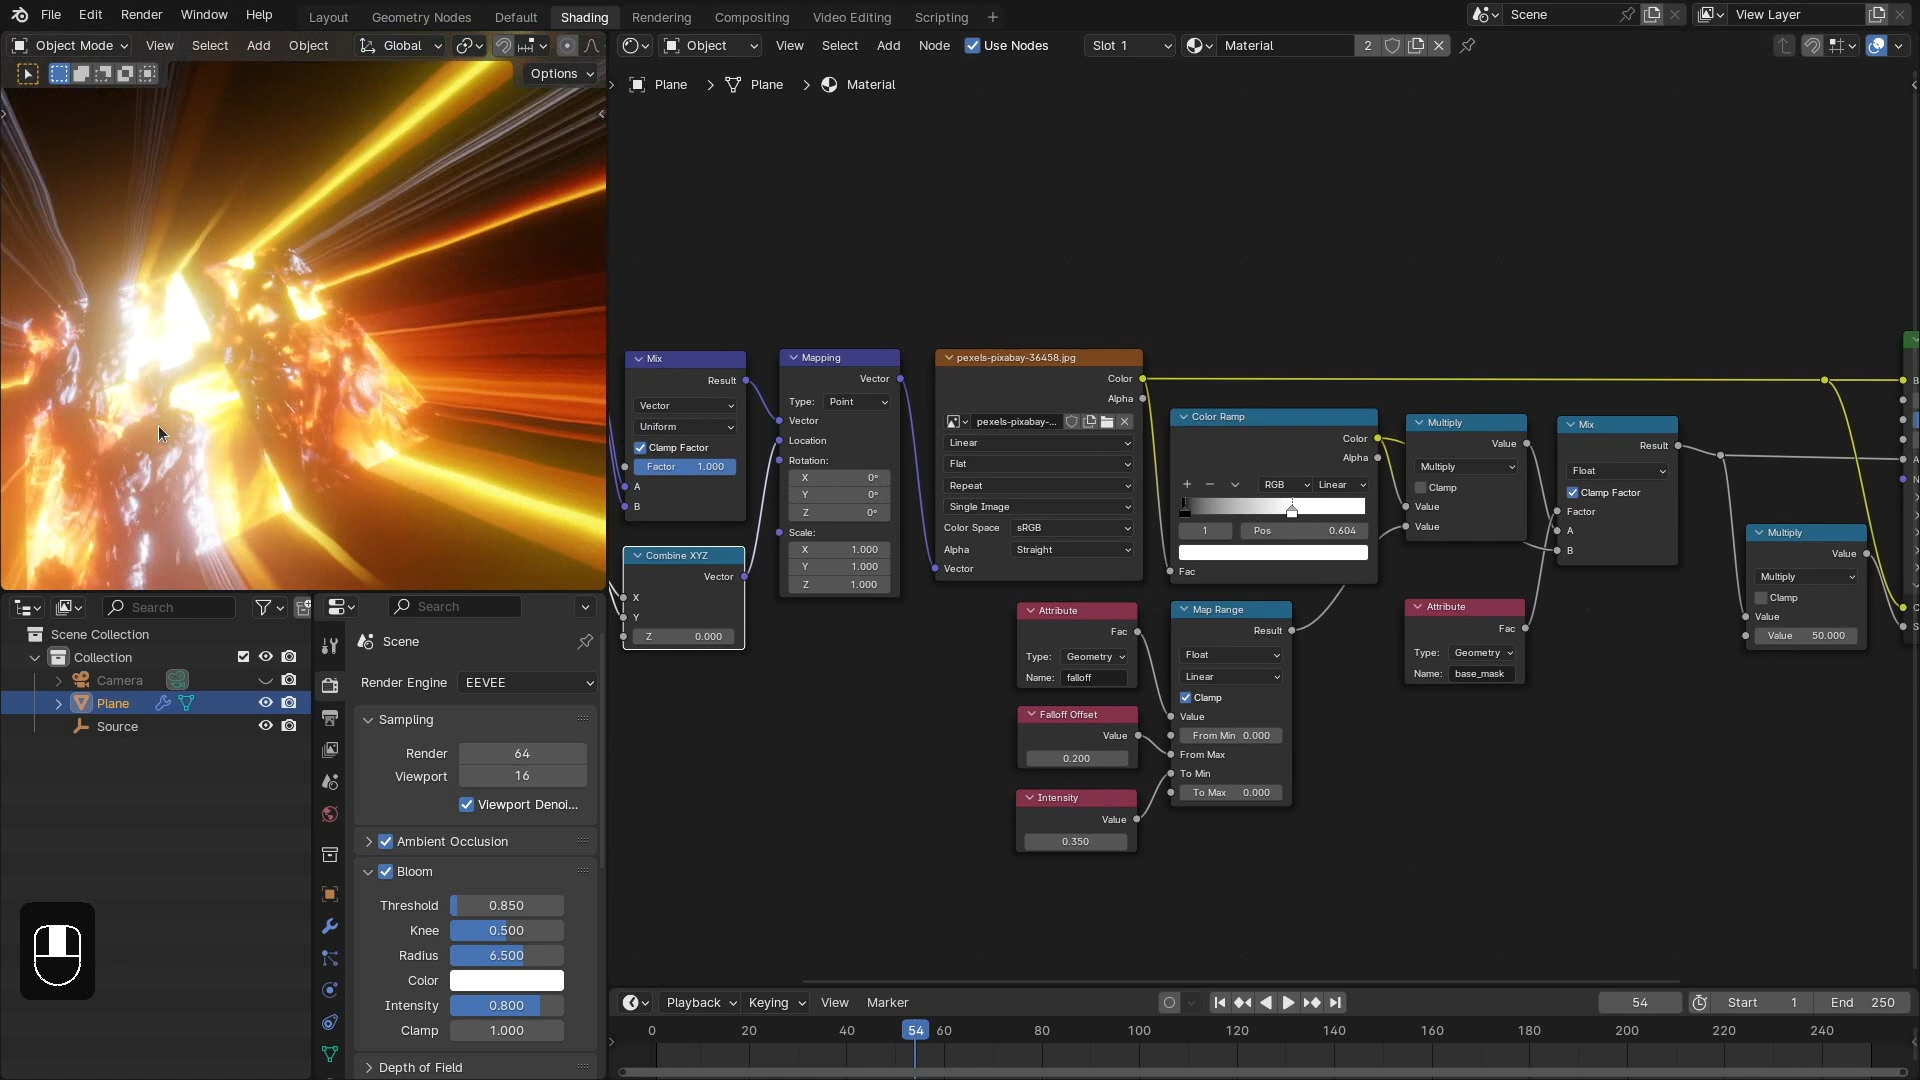 File Edit Render Window Help Layout Geometry Nodes Default Shading Rendering Compositing Video Editing Scripting + Scene View Layer
Object Mode View Select Add Object Global Object View Select Add Node Use Nodes Slot 1 Material 2
Options
Plane > Plane > Material
Mix
Result
Vector
Uniform
Clamp Factor
Factor 1.000
A
B
Combine XYZ
Vector
X
Y
Z 0.000
Mapping
Vector
Type: Point
Vector
Location
Rotation:
X 0°
Y 0°
Z 0°
Scale:
X 1.000
Y 1.000
Z 1.000
pexels-pixabay-36458.jpg
Color
Alpha
pexels-pixabay-...
Linear
Flat
Repeat
Single Image
Color Space sRGB
Alpha Straight
Vector
Color Ramp
Color
Alpha
+ − RGB Linear
1 Pos 0.604
Fac
Multiply
Value
Multiply
Clamp
Value
Value
Mix
Result
Float
Clamp Factor
Factor
A
B
Multiply
Value
Multiply
Clamp
Value
Value 50.000
Attribute
Fac
Type: Geometry
Name: falloff
Falloff Offset
Value
0.200
Intensity
Value
0.350
Map Range
Result
Float
Linear
Clamp
Value
From Min 0.000
From Max
To Min
To Max 0.000
Attribute
Fac
Type: Geometry
Name: base_mask
B
A
N
C
S
Search
Scene Collection
Collection
Camera
Plane
Source
Search
Scene
Render Engine EEVEE
Sampling
Render 64
Viewport 16
Viewport Denoi...
Ambient Occlusion
Bloom
Threshold 0.850
Knee 0.500
Radius 6.500
Color
Intensity 0.800
Clamp 1.000
Depth of Field
Playback Keying View Marker 54 Start 1 End 250
0 20 40 54 60 80 100 120 140 160 180 200 220 240